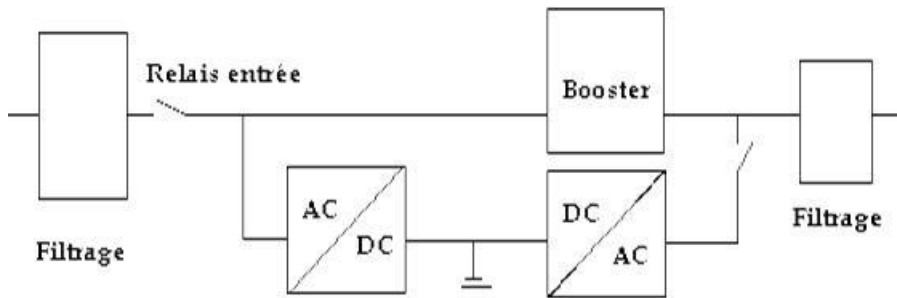 Relais entrée
Booster
AC
DC
DC
AC
Filtrage
Filtrage